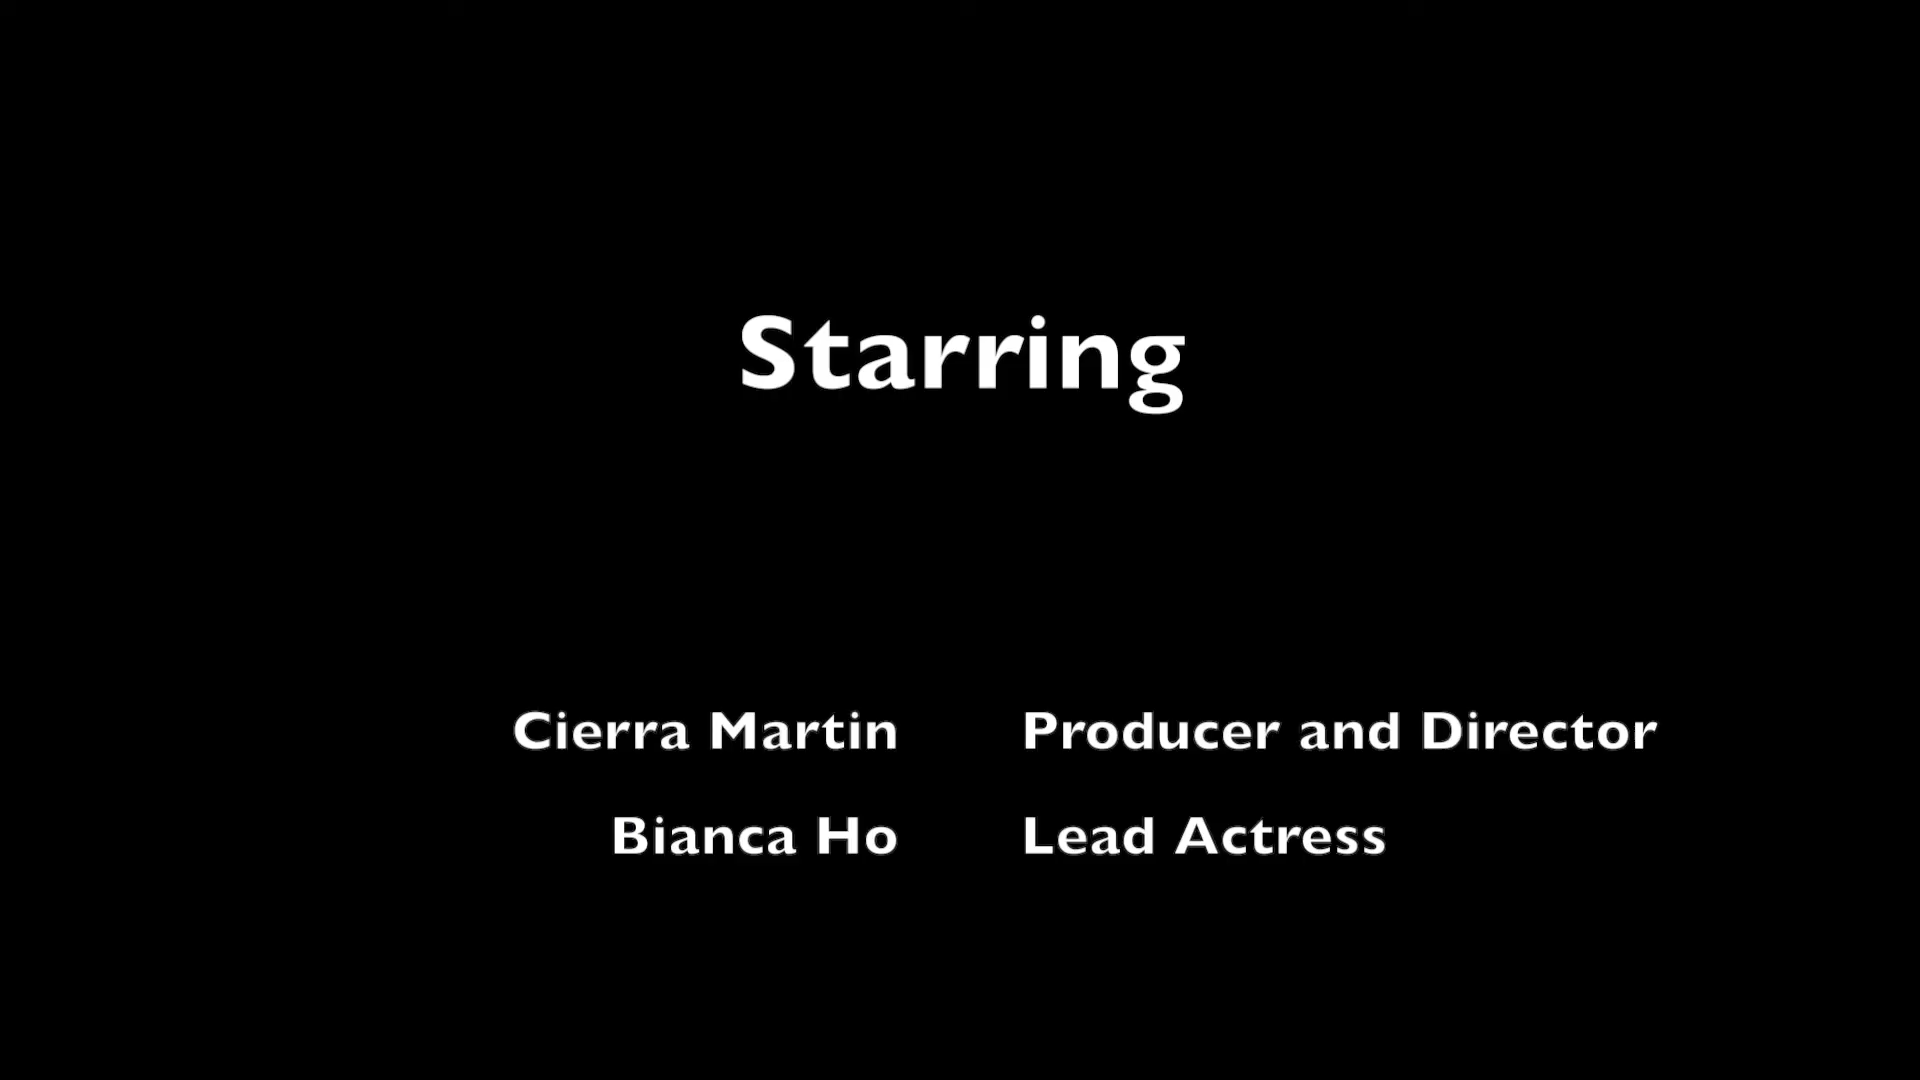 Starring
Cierra Martin Producer and Director
Bianca Ho Lead Actress